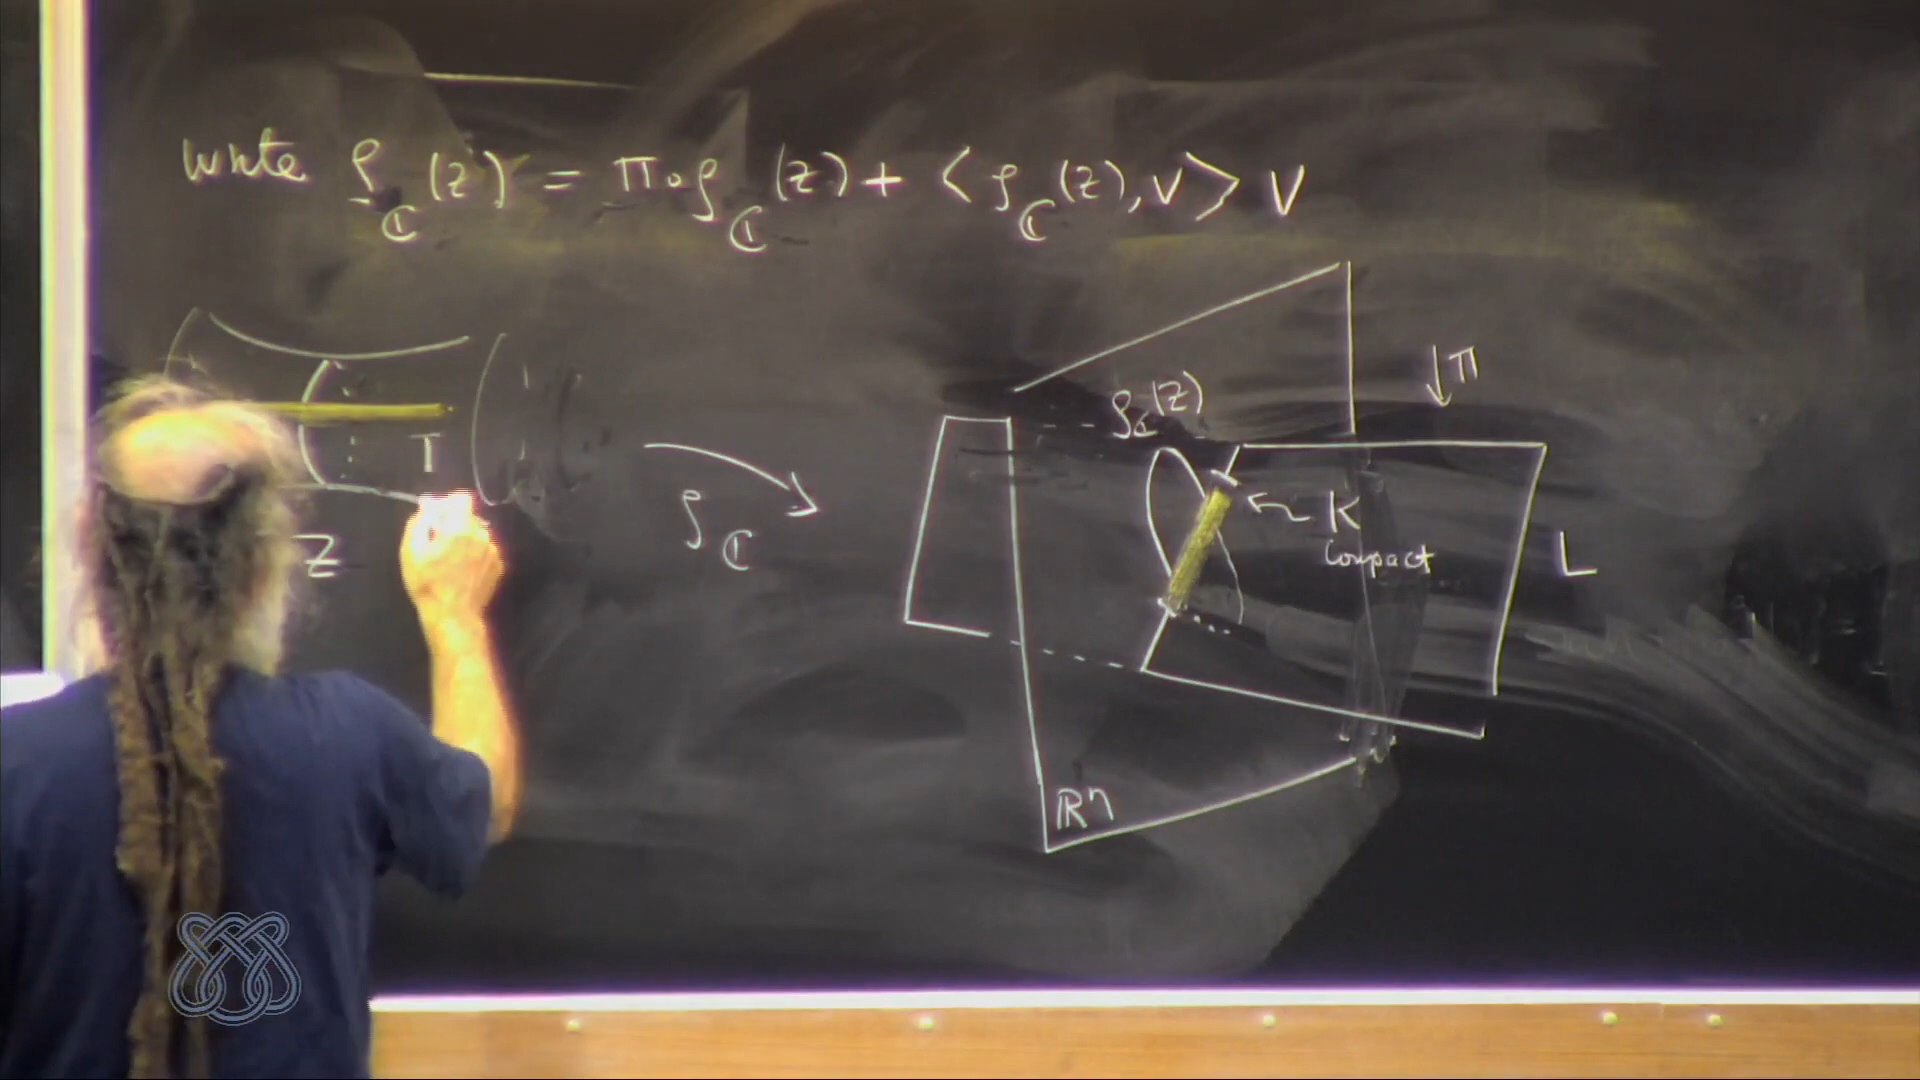 write ρ_ℂ(z) = π∘ρ_ℂ(z) + <ρ_ℂ(z), v> v
↓π
ρ_ℂ(Z)
T
K
compact
L
Z
ρ_ℂ
ℝⁿ